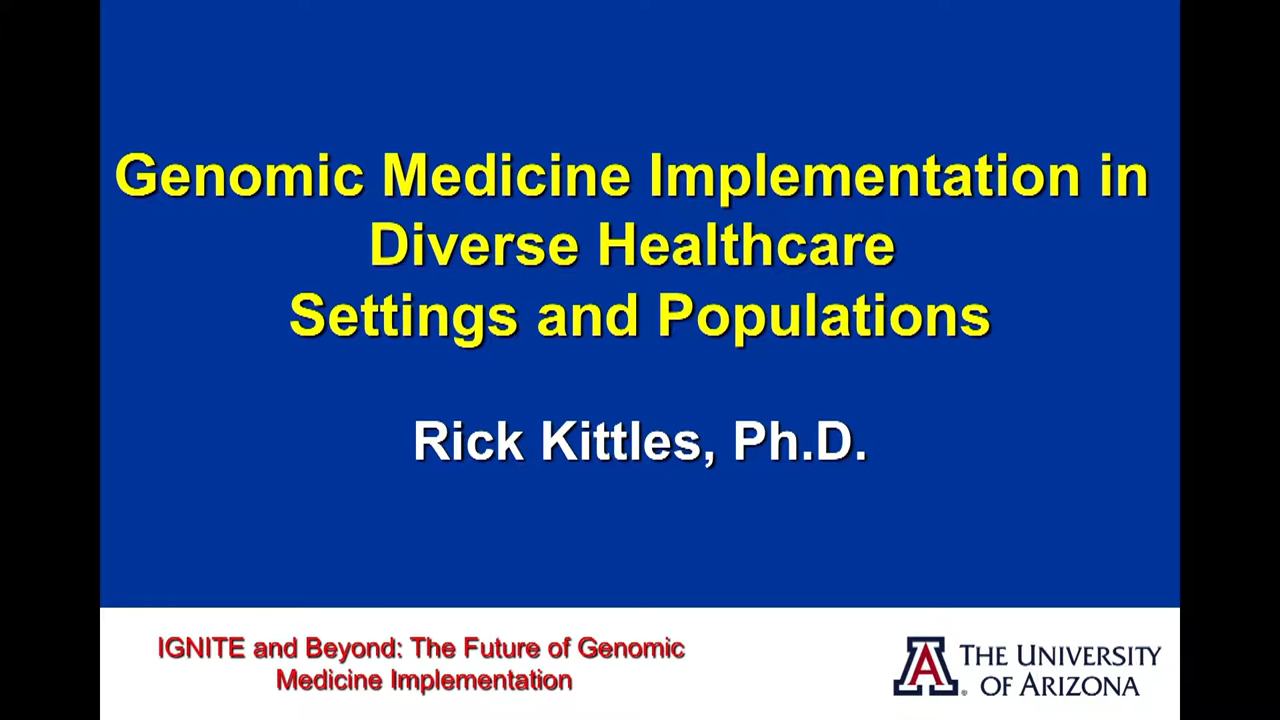 Genomic Medicine Implementation in
Diverse Healthcare
Settings and Populations
Rick Kittles, Ph.D.
IGNITE and Beyond: The Future of Genomic
Medicine Implementation
A
THE UNIVERSITY
OF ARIZONA